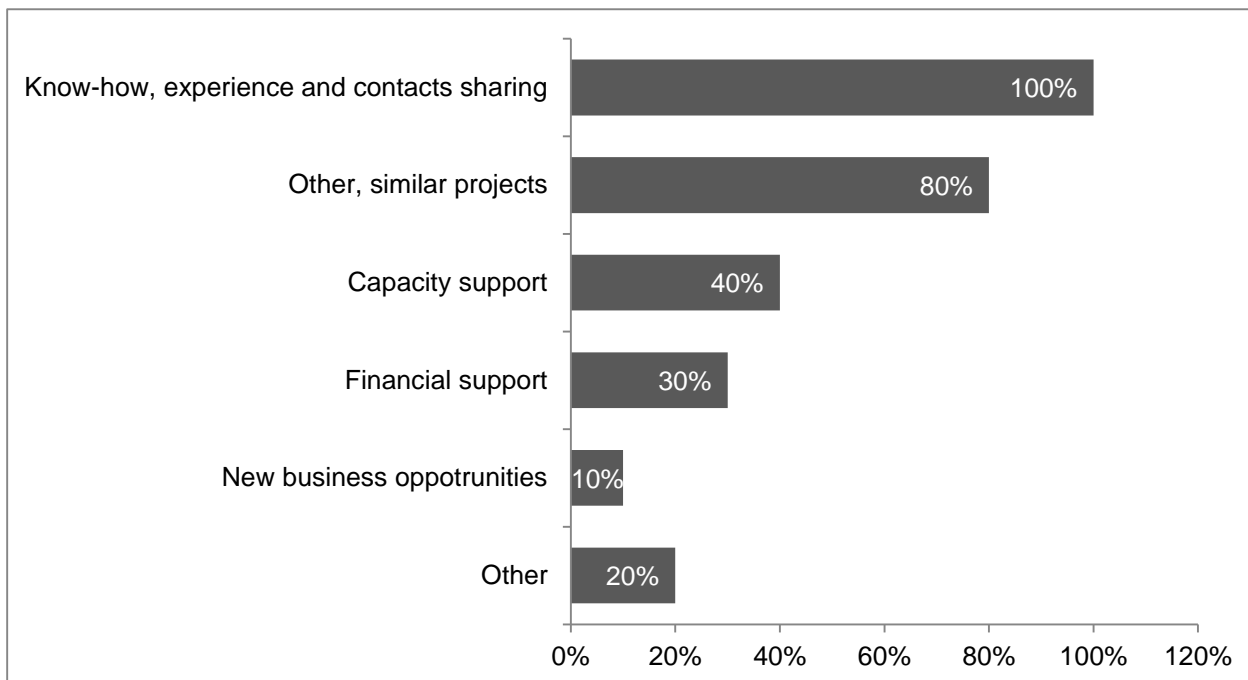 Know-how, experience and contacts sharing
100%
Other, similar projects
80%
Capacity support
40%
Financial support
30%
New business oppotrunities
10%
Other
20%
0% 20% 40% 60% 80% 100% 120%